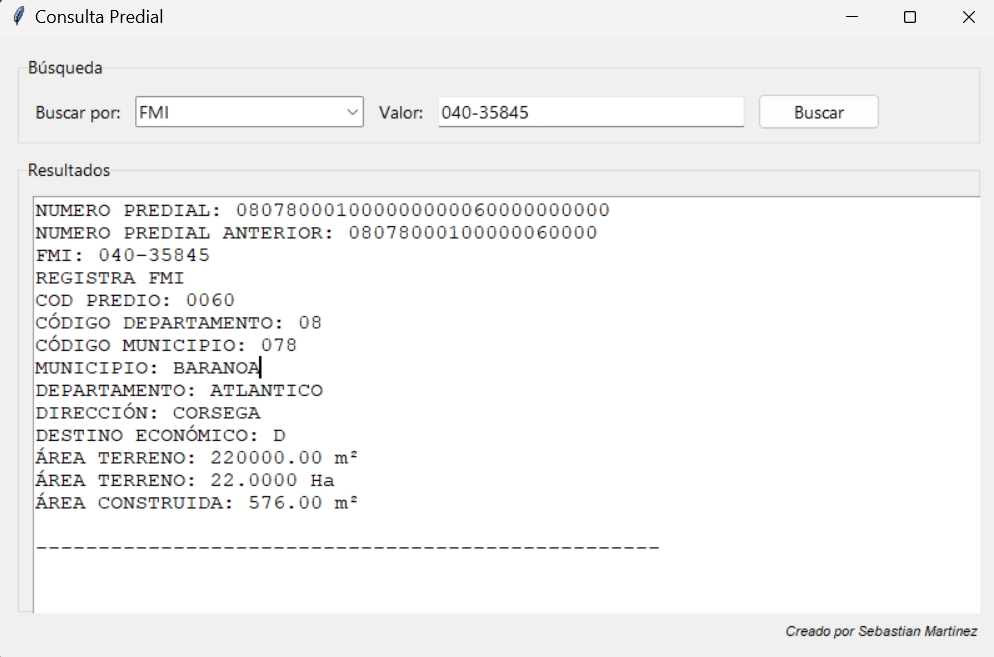 Consulta Predial
Búsqueda
Buscar por: FMI Valor: 040-35845 Buscar
Resultados
NUMERO PREDIAL: 080780001000000000060000000000
NUMERO PREDIAL ANTERIOR: 08078000100000060000
FMI: 040-35845
REGISTRA FMI
COD PREDIO: 0060
CÓDIGO DEPARTAMENTO: 08
CÓDIGO MUNICIPIO: 078
MUNICIPIO: BARANOA
DEPARTAMENTO: ATLANTICO
DIRECCIÓN: CORSEGA
DESTINO ECONÓMICO: D
ÁREA TERRENO: 220000.00 m²
ÁREA TERRENO: 22.0000 Ha
ÁREA CONSTRUIDA: 576.00 m²
--------------------------------------------------
Creado por Sebastian Martinez